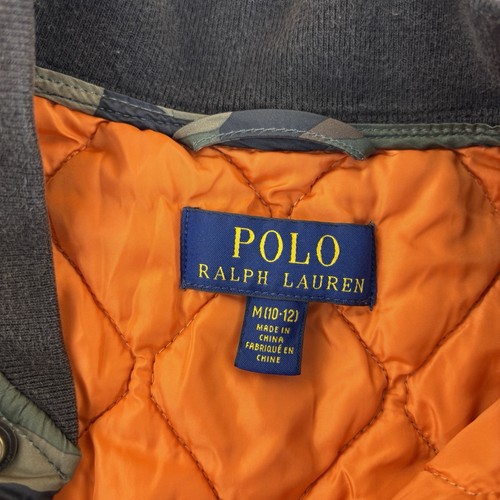 POLO
RALPH LAUREN
M(10-12)
MADE IN
CHINA
FABRIQUÉ EN
CHINE